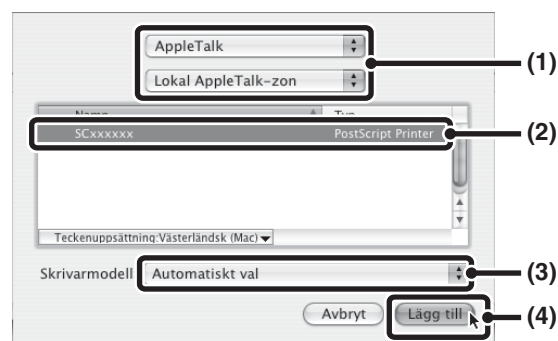 AppleTalk
(1)
Lokal AppleTalk-zon
Namn Typ
SCxxxxxx PostScript Printer (2)
Teckenuppsättning:Västerländsk (Mac)
Skrivarmodell Automatiskt val (3)
Avbryt Lägg till (4)